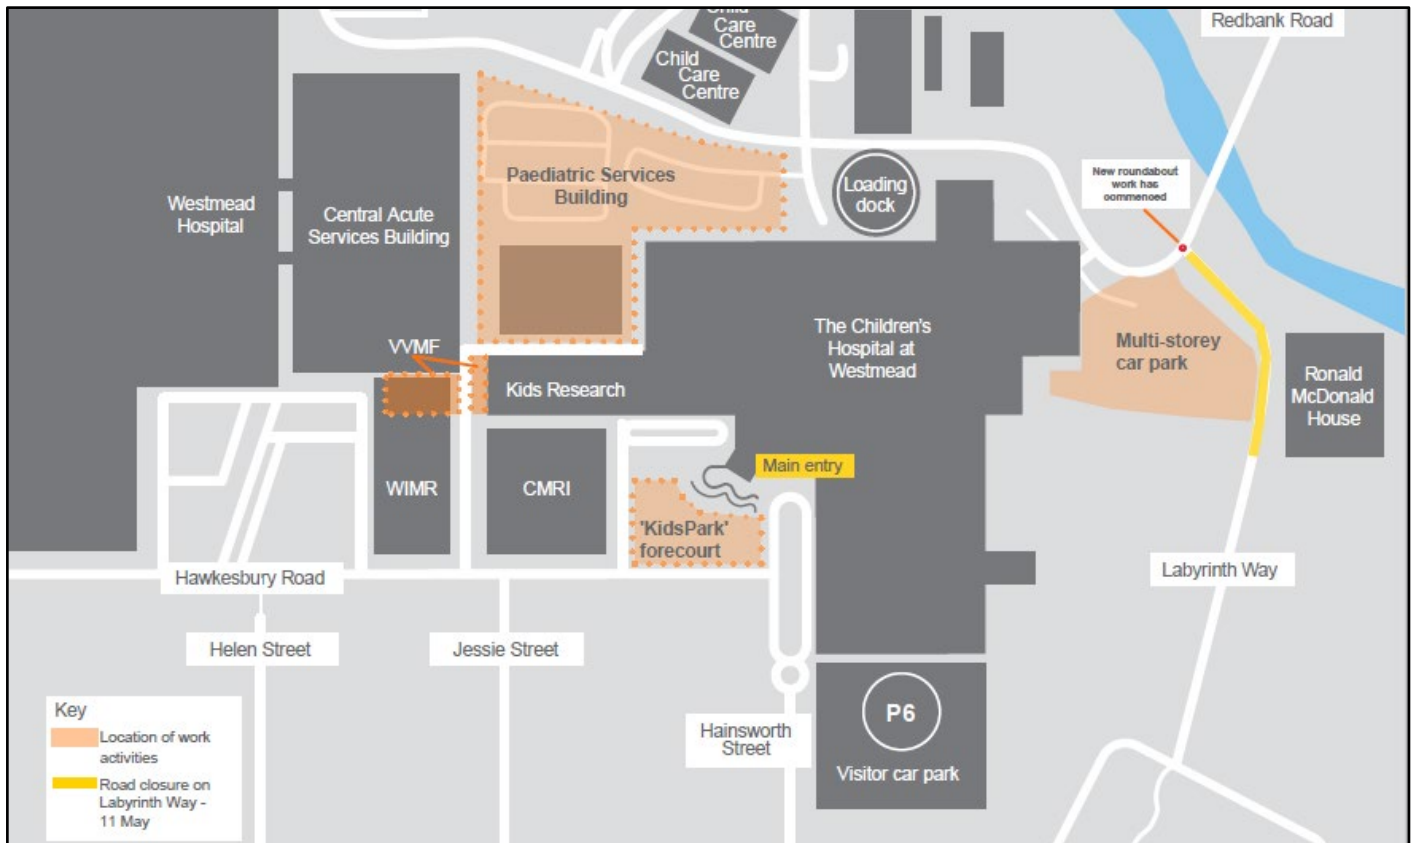 Child
Care
Centre
Redbank Road
Child
Care
Centre
New roundabout
work has
commenced
Paediatric Services
Building
Loading
dock
Westmead
Hospital
Central Acute
Services Building
The Children's
Hospital at
Westmead
Multi-storey
car park
VVMF
Kids Research
Ronald
McDonald
House
Main entry
WIMR
CMRI
'KidsPark'
forecourt
Hawkesbury Road
Labyrinth Way
Helen Street
Jessie Street
Key
Location of work
activities
Road closure on
Labyrinth Way -
11 May
Hainsworth
Street
P6
Visitor car park